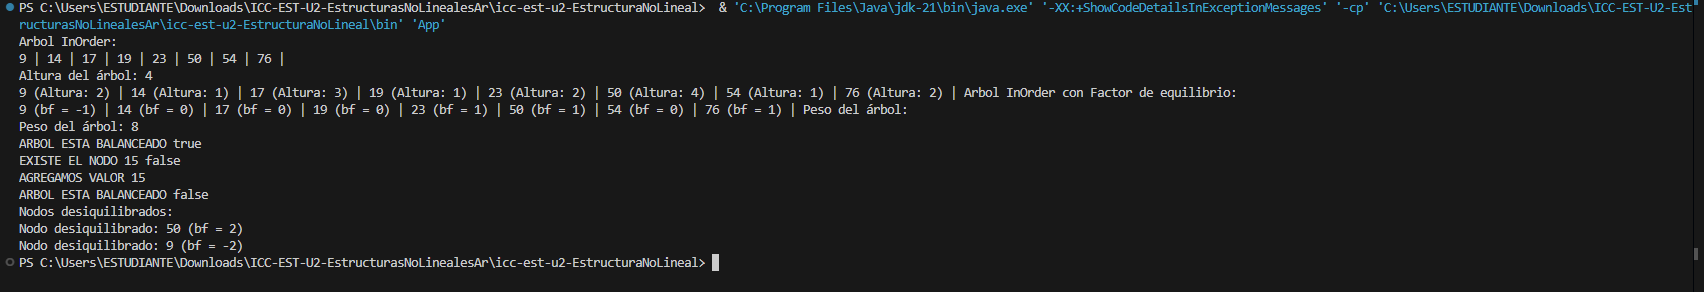 PS C:\Users\ESTUDIANTE\Downloads\ICC-EST-U2-EstructurasNoLinealesAr\icc-est-u2-EstructuraNoLineal>  & 'C:\Program Files\Java\jdk-21\bin\java.exe' '-XX:+ShowCodeDetailsInExceptionMessages' '-cp' 'C:\Users\ESTUDIANTE\Downloads\ICC-EST-U2-Est
ructurasNoLinealesAr\icc-est-u2-EstructuraNoLineal\bin' 'App'
Arbol InOrder:
9 | 14 | 17 | 19 | 23 | 50 | 54 | 76 |
Altura del árbol: 4
9 (Altura: 2) | 14 (Altura: 1) | 17 (Altura: 3) | 19 (Altura: 1) | 23 (Altura: 2) | 50 (Altura: 4) | 54 (Altura: 1) | 76 (Altura: 2) | Arbol InOrder con Factor de equilibrio:
9 (bf = -1) | 14 (bf = 0) | 17 (bf = 0) | 19 (bf = 0) | 23 (bf = 1) | 50 (bf = 1) | 54 (bf = 0) | 76 (bf = 1) | Peso del árbol:
Peso del árbol: 8
ARBOL ESTA BALANCEADO true
EXISTE EL NODO 15 false
AGREGAMOS VALOR 15
ARBOL ESTA BALANCEADO false
Nodos desiquilibrados:
Nodo desiquilibrado: 50 (bf = 2)
Nodo desiquilibrado: 9 (bf = -2)
PS C:\Users\ESTUDIANTE\Downloads\ICC-EST-U2-EstructurasNoLinealesAr\icc-est-u2-EstructuraNoLineal>